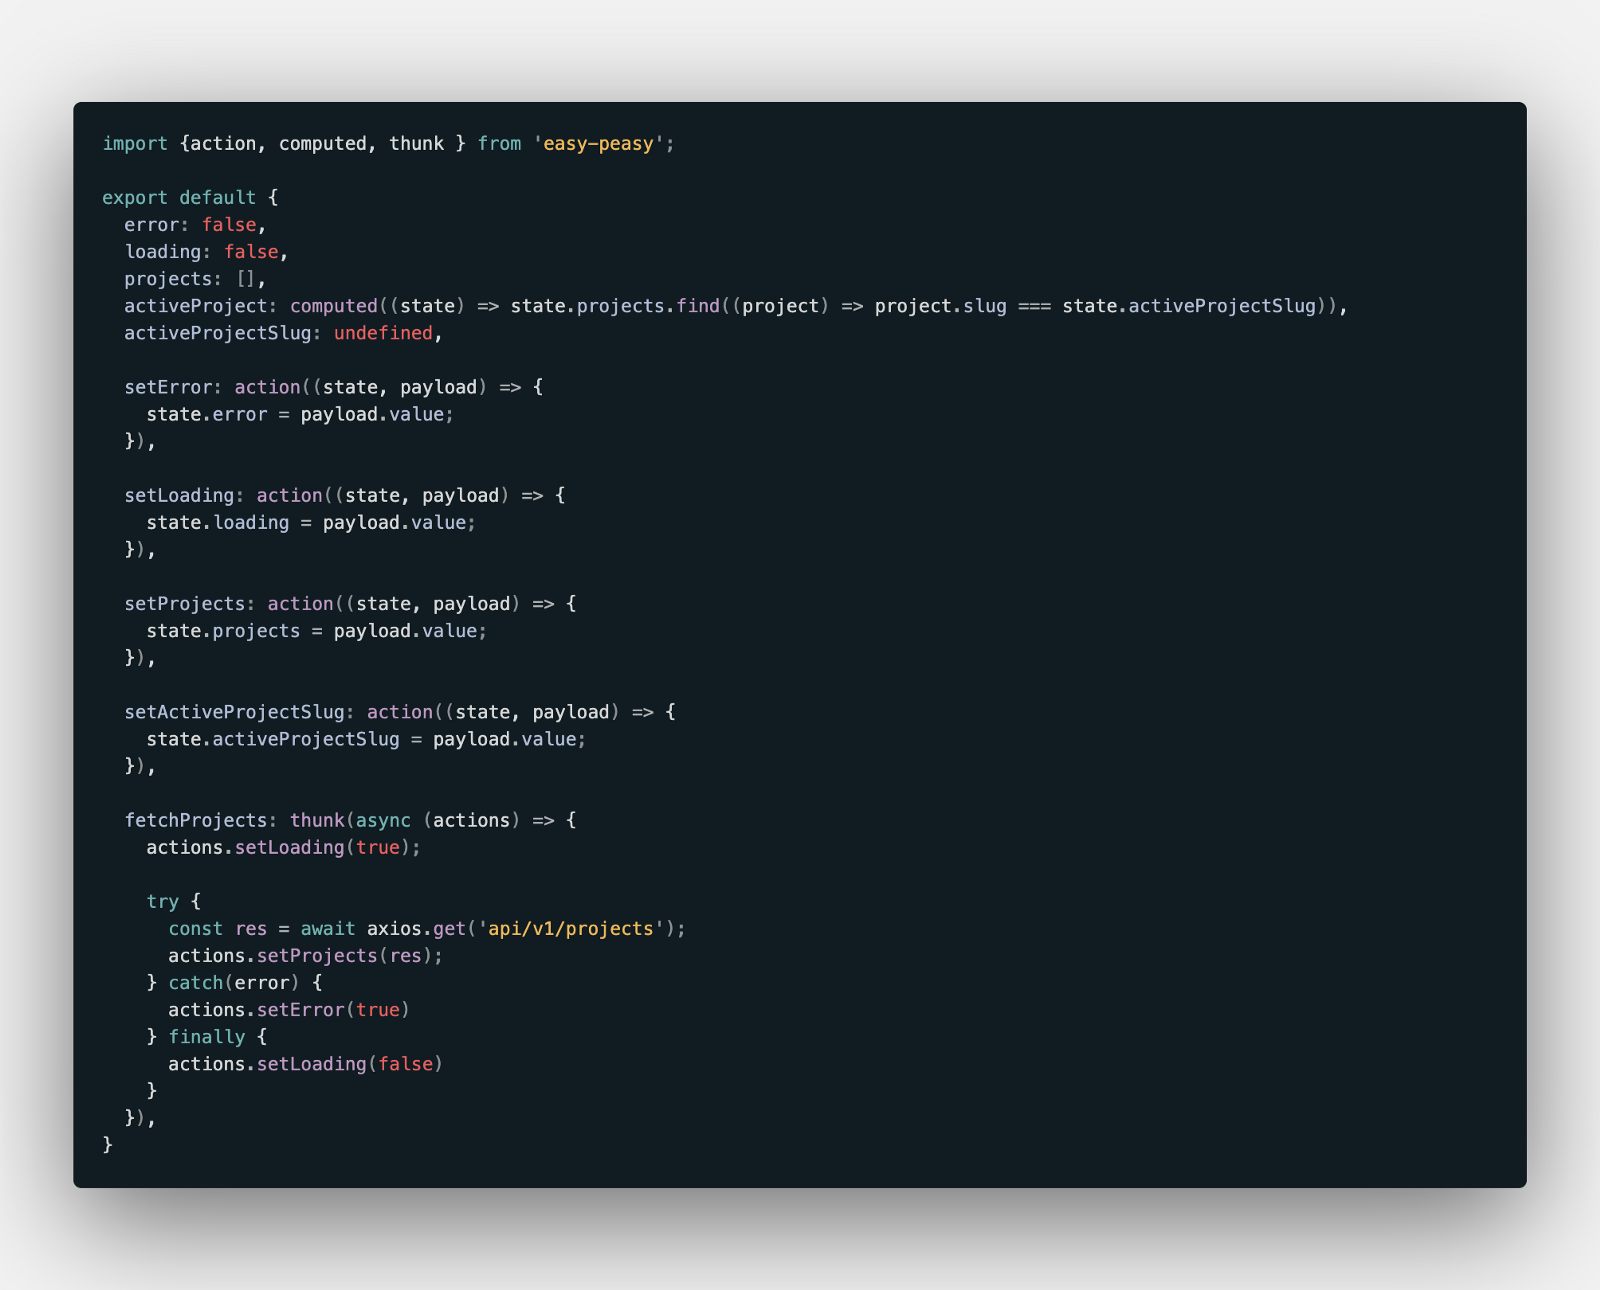 import {action, computed, thunk } from 'easy-peasy';

export default {
  error: false,
  loading: false,
  projects: [],
  activeProject: computed((state) => state.projects.find((project) => project.slug === state.activeProjectSlug)),
  activeProjectSlug: undefined,

  setError: action((state, payload) => {
    state.error = payload.value;
  }),

  setLoading: action((state, payload) => {
    state.loading = payload.value;
  }),

  setProjects: action((state, payload) => {
    state.projects = payload.value;
  }),

  setActiveProjectSlug: action((state, payload) => {
    state.activeProjectSlug = payload.value;
  }),

  fetchProjects: thunk(async (actions) => {
    actions.setLoading(true);

    try {
      const res = await axios.get('api/v1/projects');
      actions.setProjects(res);
    } catch(error) {
      actions.setError(true)
    } finally {
      actions.setLoading(false)
    }
  }),
}